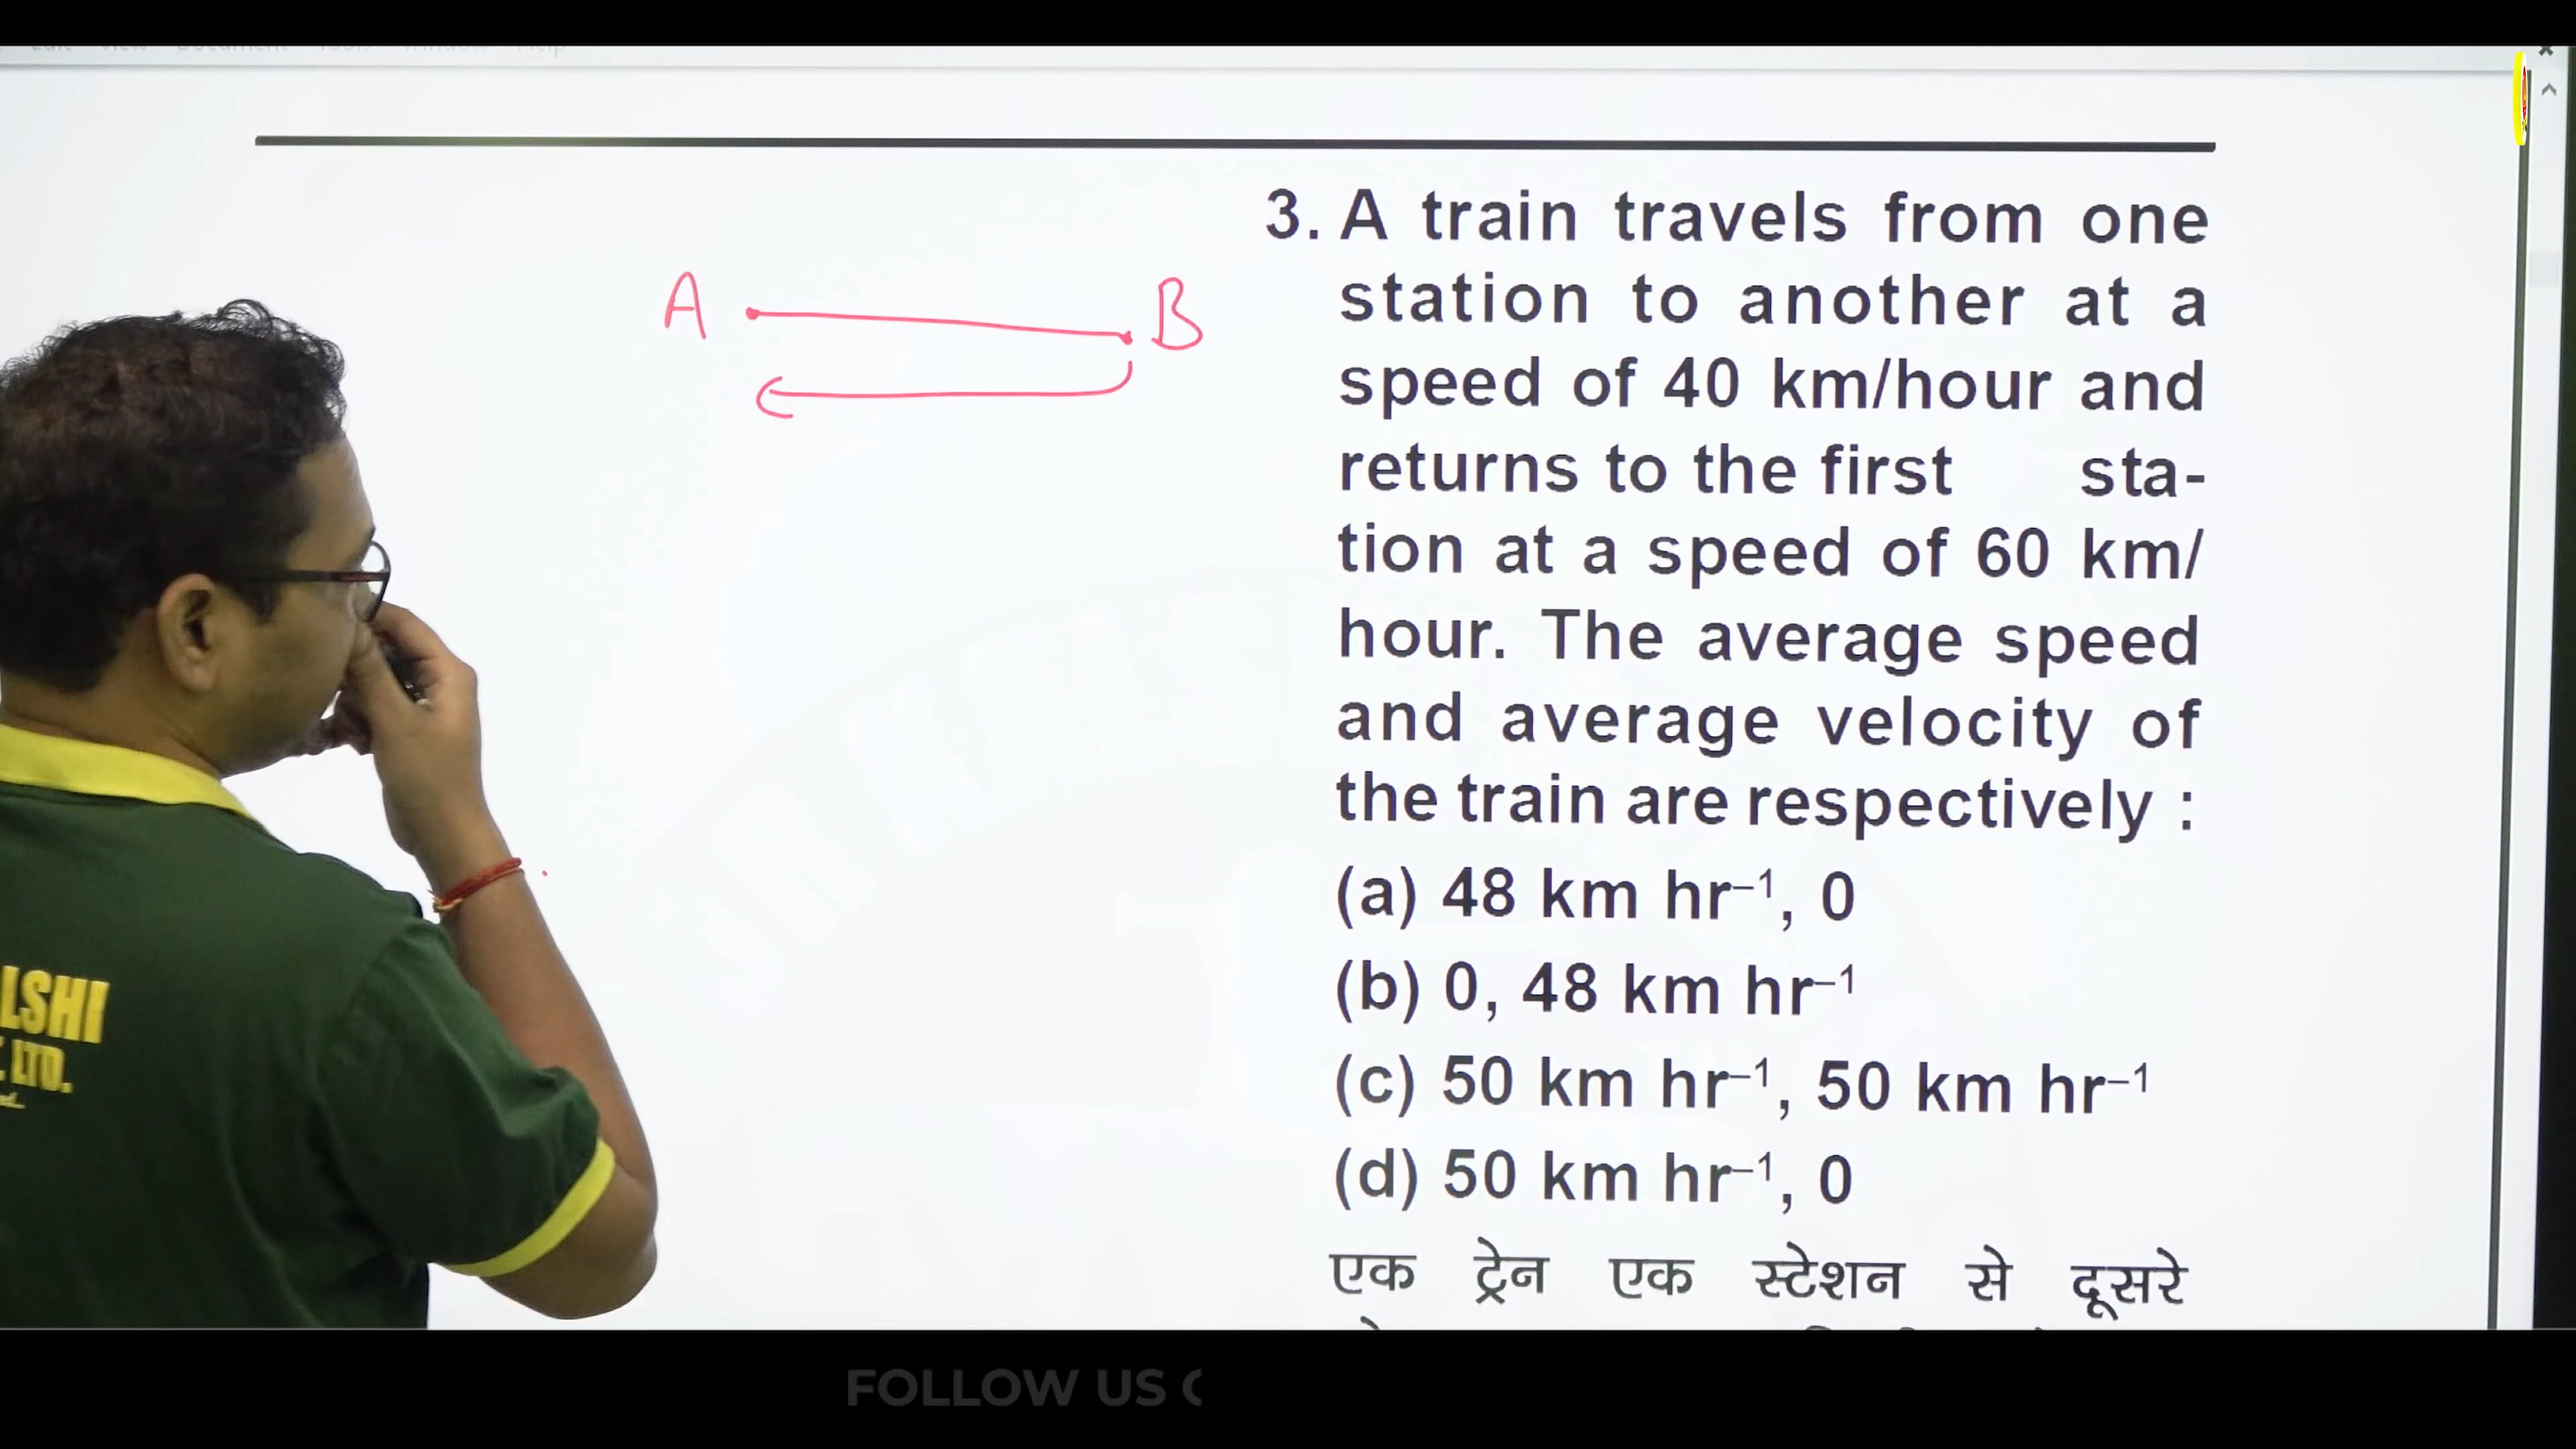 A B
3. A train travels from one
station to another at a
speed of 40 km/hour and
returns to the first sta-
tion at a speed of 60 km/
hour. The average speed
and average velocity of
the train are respectively :
(a) 48 km hr⁻¹, 0
(b) 0, 48 km hr⁻¹
(c) 50 km hr⁻¹, 50 km hr⁻¹
(d) 50 km hr⁻¹, 0
एक ट्रेन एक स्टेशन से दूसरे
LSHI
LTD.
FOLLOW US